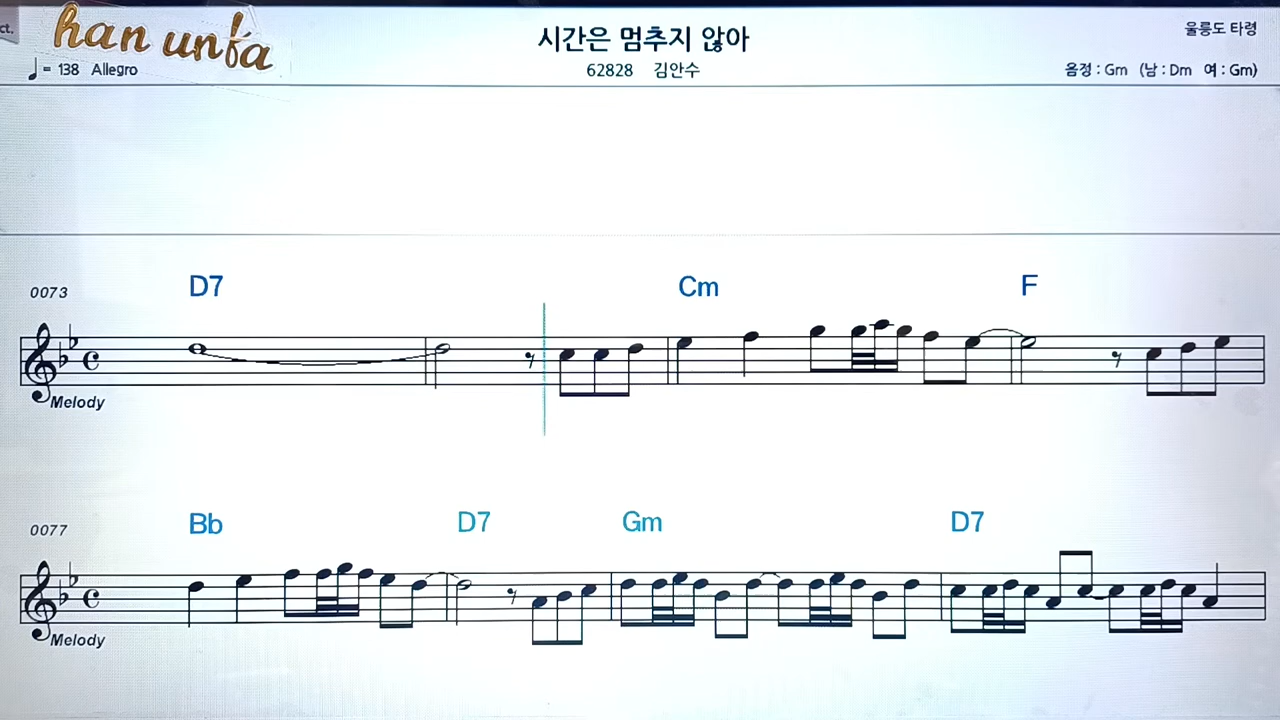 ct.
han unfa
시간은 멈추지 않아
울릉도 타령
♩= 138 Allegro
62828 김안수
음정 : Gm (남 : Dm 여 : Gm)
0073
D7 Cm F
Melody
0077
Bb D7 Gm D7
Melody